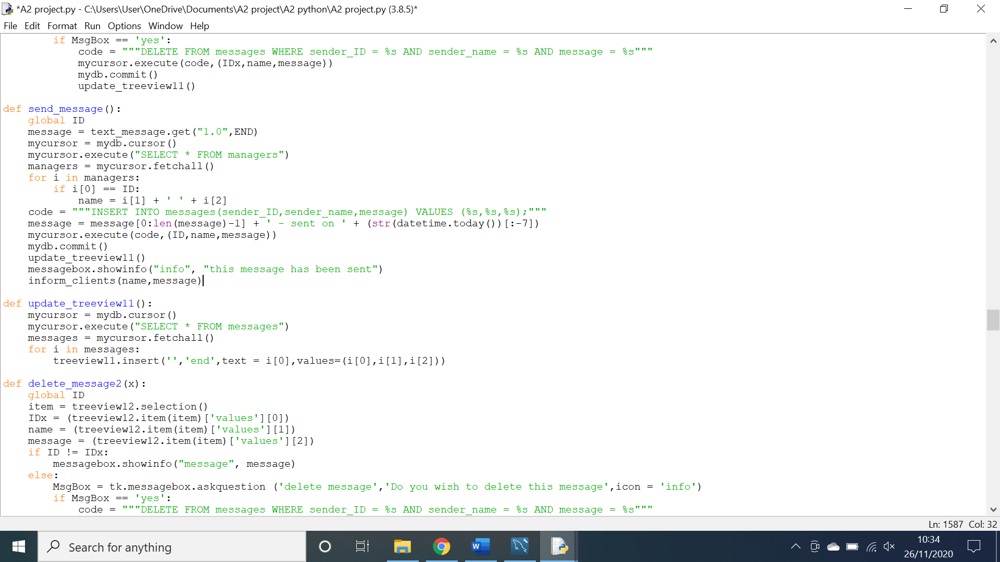 *A2 project.py - C:\Users\User\OneDrive\Documents\A2 project\A2 python\A2 project.py (3.8.5)*
File Edit Format Run Options Window Help
        if MsgBox == 'yes':
            code = """DELETE FROM messages WHERE sender_ID = %s AND sender_name = %s AND message = %s"""
            mycursor.execute(code,(IDx,name,message))
            mydb.commit()
            update_treeview11()
def send_message():
    global ID
    message = text_message.get("1.0",END)
    mycursor = mydb.cursor()
    mycursor.execute("SELECT * FROM managers")
    managers = mycursor.fetchall()
    for i in managers:
        if i[0] == ID:
            name = i[1] + ' ' + i[2]
    code = """INSERT INTO messages(sender_ID,sender_name,message) VALUES (%s,%s,%s);"""
    message = message[0:len(message)-1] + ' - sent on ' + (str(datetime.today())[:-7])
    mycursor.execute(code,(ID,name,message))
    mydb.commit()
    update_treeview11()
    messagebox.showinfo("info", "this message has been sent")
    inform_clients(name,message)
def update_treeview11():
    mycursor = mydb.cursor()
    mycursor.execute("SELECT * FROM messages")
    messages = mycursor.fetchall()
    for i in messages:
        treeview11.insert('','end',text = i[0],values=(i[0],i[1],i[2]))
def delete_message2(x):
    global ID
    item = treeview12.selection()
    IDx = (treeview12.item(item)['values'][0])
    name = (treeview12.item(item)['values'][1])
    message = (treeview12.item(item)['values'][2])
    if ID != IDx:
        messagebox.showinfo("message", message)
    else:
        MsgBox = tk.messagebox.askquestion ('delete message','Do you wish to delete this message',icon = 'info')
        if MsgBox == 'yes':
            code = """DELETE FROM messages WHERE sender_ID = %s AND sender_name = %s AND message = %s"""
Ln: 1587 Col: 32
Search for anything
W
10:34
26/11/2020